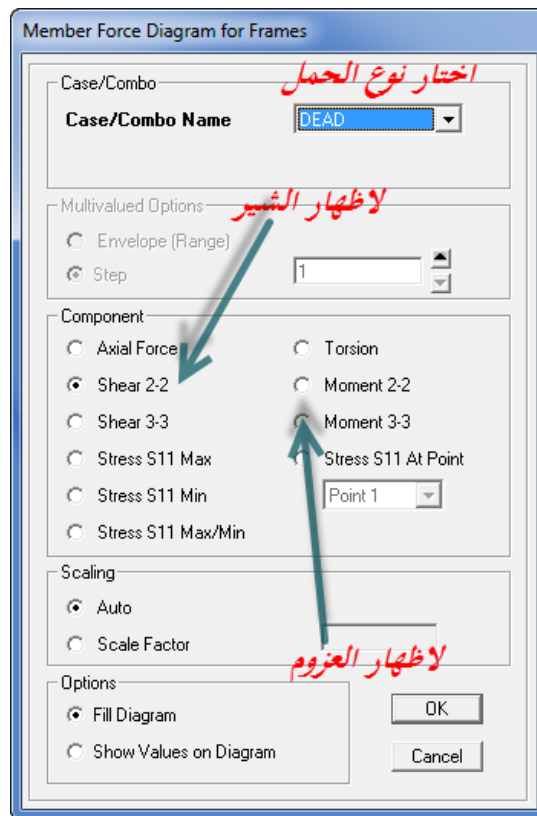 Member Force Diagram for Frames
اختار نوع الحمل
Case/Combo
Case/Combo Name DEAD
لاظهار الشير
Multivalued Options
Envelope (Range)
Step 1
Component
Axial Force Torsion
Shear 2-2 Moment 2-2
Shear 3-3 Moment 3-3
Stress S11 Max Stress S11 At Point
Stress S11 Min Point 1
Stress S11 Max/Min
Scaling
Auto
Scale Factor
لاظهار العزوم
Options
Fill Diagram OK
Show Values on Diagram Cancel